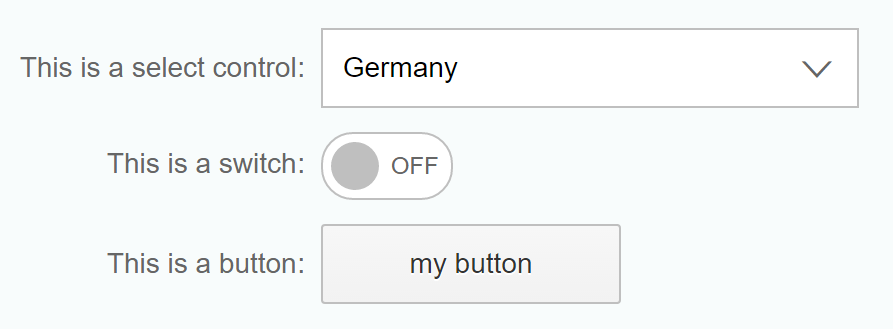 This is a select control: Germany
This is a switch: OFF
This is a button: my button